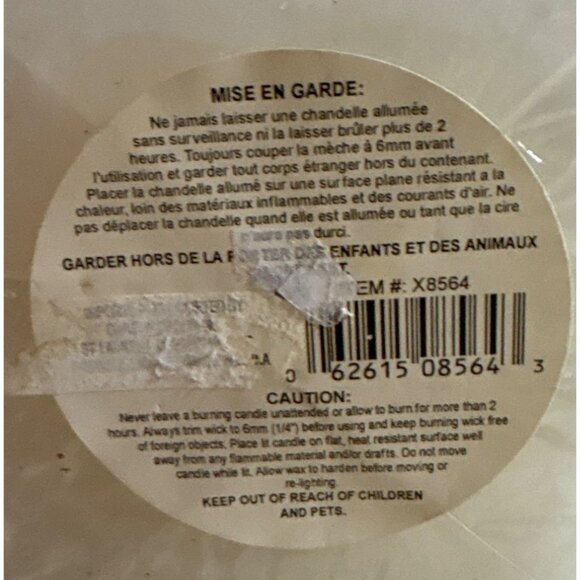 MISE EN GARDE:
Ne jamais laisser une chandelle allumée
sans surveillance ni la laisser brûler plus de 2
heures. Toujours couper la mèche à 6mm avant
l'utilisation et garder tout corps étranger hors du contenant.
Placer la chandelle allumé sur une surface plane résistant a la
chaleur, loin des matériaux inflammables et des courants d'air. Ne
pas déplacer la chandelle quand elle est allumée ou tant que la cire
pas durci.
GARDER HORS DE LA ENFANTS ET DES ANIMAUX
EM #: X8564
0 62615 08564 3
CAUTION:
Never leave a burning candle unattended or allow to burn for more than 2
hours. Always trim wick to 6mm (1/4") before using and keep burning wick free
of foreign objects. Place lit candle on flat, heat resistant surface well
away from any flammable material and/or drafts. Do not move
candle while lit. Allow wax to harden before moving or
re-lighting.
KEEP OUT OF REACH OF CHILDREN
AND PETS.